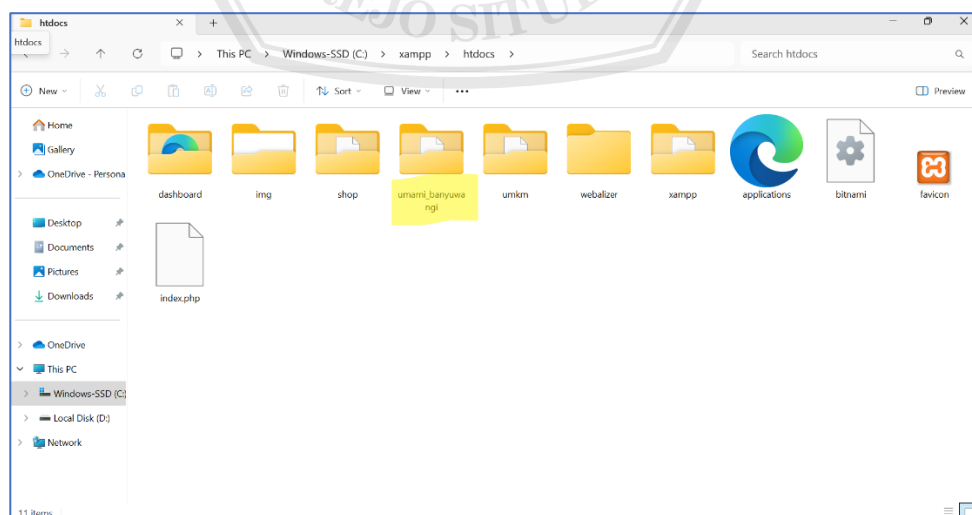 EJO SITU
htdocs
htdocs
This PC > Windows-SSD (C:) > xampp > htdocs >
Search htdocs
New
Sort
View
Preview
Home
Gallery
OneDrive - Persona
Desktop
Documents
Pictures
Downloads
OneDrive
This PC
Windows-SSD (C:)
Local Disk (D:)
Network
dashboard
img
shop
umami_banyuwa
ngi
umkm
webalizer
xampp
applications
bitnami
favicon
index.php
11 items